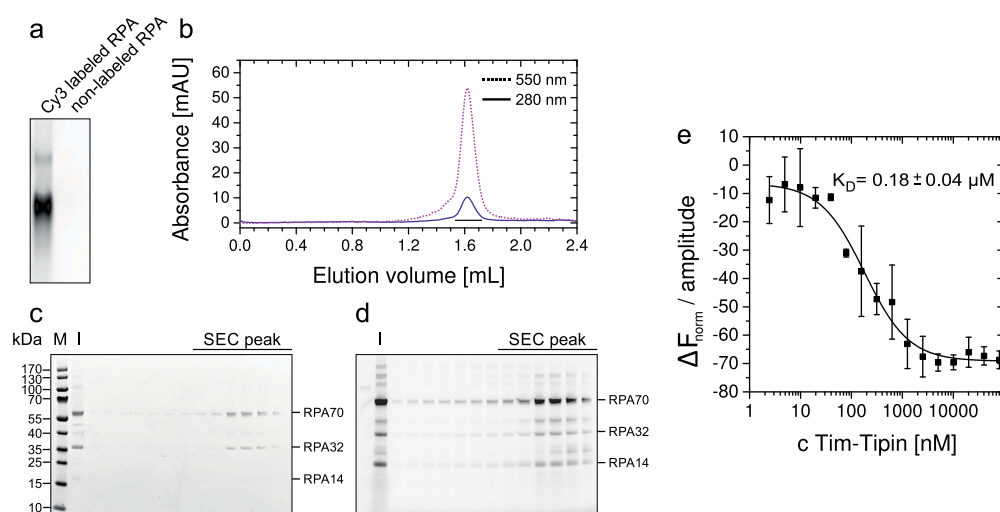 a
Cy3 labeled RPA
non-labeled RPA
b
Absorbance [mAU]
60
50
40
30
20
10
0
0.0 0.4 0.8 1.2 1.6 2.0 2.4
Elution volume [mL]
550 nm
280 nm
c
kDa M I SEC peak
170
130
100
70
55
40
35
25
15
10
RPA70
RPA32
RPA14
d
I SEC peak
RPA70
RPA32
RPA14
e
ΔFnorm / amplitude
10
0
-10
-20
-30
-40
-50
-60
-70
-80
1 10 100 1000 10000
c Tim-Tipin [nM]
KD= 0.18±0.04 µM